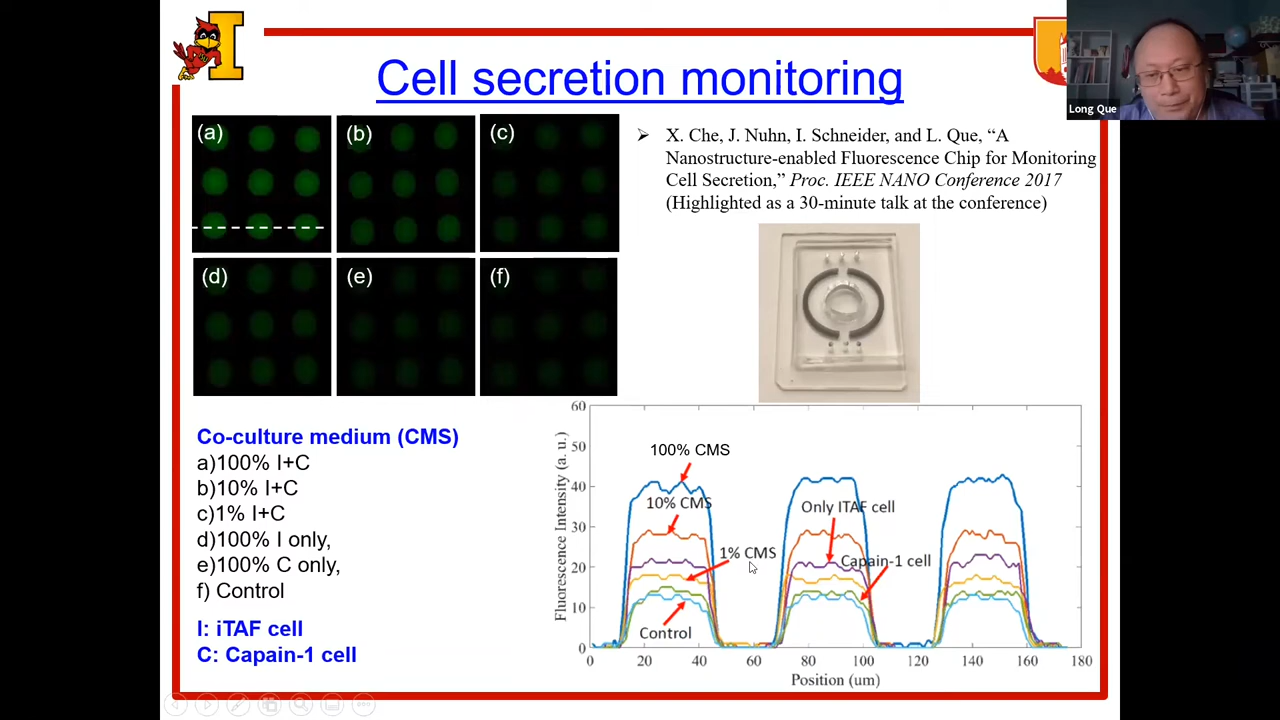 Cell secretion monitoring
Long Que
(a)
(b)
(c)
(d)
(e)
(f)
➢ X. Che, J. Nuhn, I. Schneider, and L. Que, “A
Nanostructure-enabled Fluorescence Chip for Monitoring
Cell Secretion,” Proc. IEEE NANO Conference 2017
(Highlighted as a 30-minute talk at the conference)
Co-culture medium (CMS)
a)100% I+C
b)10% I+C
c)1% I+C
d)100% I only,
e)100% C only,
f) Control
I: iTAF cell
C: Capain-1 cell
Fluorescence Intensity (a. u.)
60
50
40
30
20
10
0
100% CMS
10% CMS
1% CMS
Control
Only ITAF cell
Capain-1 cell
0 20 40 60 80 100 120 140 160 180
Position (um)